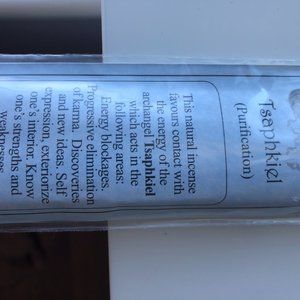 Tsaphkiel
(Purification)
This natural incense
favours contact with
the energy of the
archangel Tsaphkiel
which acts in the
following areas:
Energy blockages,
Progressive elimination
of karma. Discoveries
and new ideas. Self
expression, exteriorize
one's interior. Know
one's strengths and
weaknesses